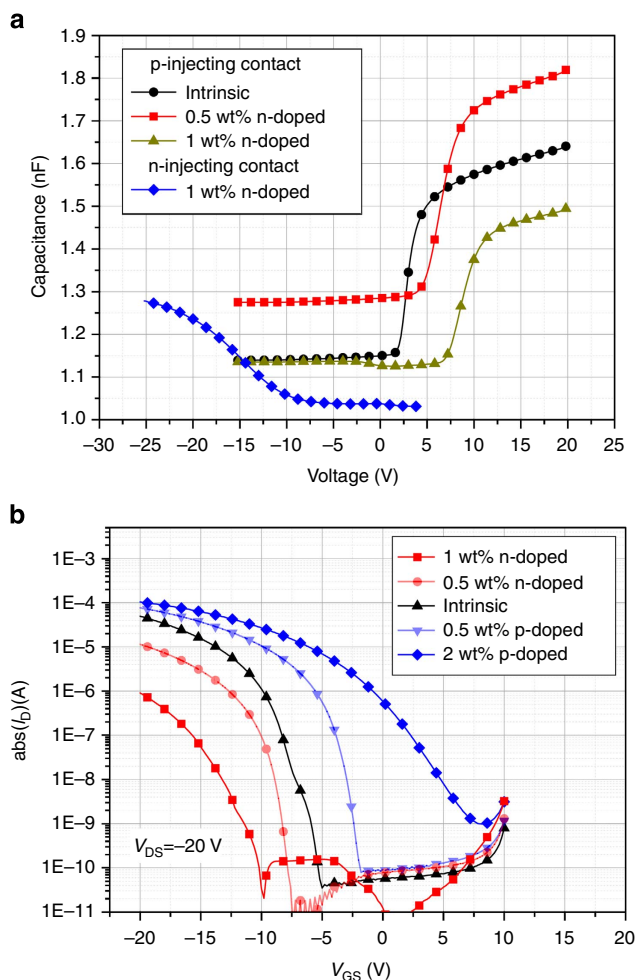 a
1.9
1.8
1.7
1.6
1.5
1.4
1.3
1.2
1.1
1.0
Capacitance (nF)
p-injecting contact
Intrinsic
0.5 wt% n-doped
1 wt% n-doped
n-injecting contact
1 wt% n-doped
−30 −25 −20 −15 −10 −5 0 5 10 15 20 25
Voltage (V)
b
1E−3
1E−4
1E−5
1E−6
1E−7
1E−8
1E−9
1E−10
1E−11
abs(I_D)(A)
1 wt% n-doped
0.5 wt% n-doped
Intrinsic
0.5 wt% p-doped
2 wt% p-doped
V_DS=−20 V
−20 −15 −10 −5 0 5 10 15 20
V_GS (V)